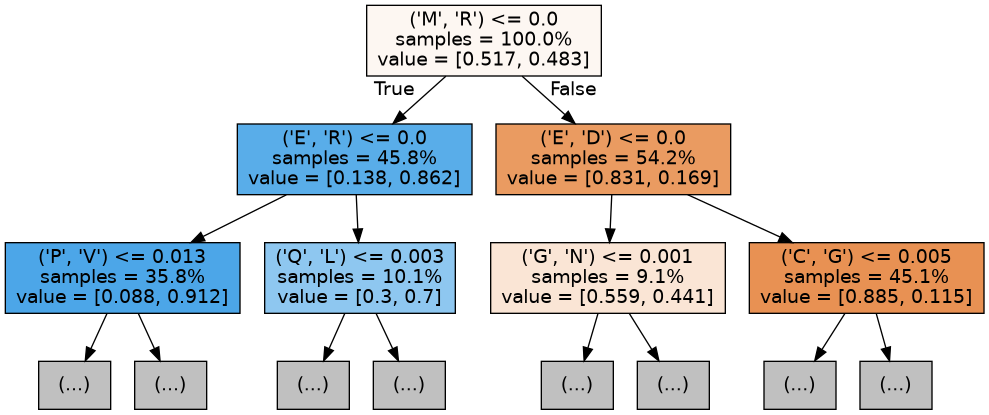 ('M', 'R') <= 0.0
samples = 100.0%
value = [0.517, 0.483]
True
False
('E', 'R') <= 0.0
samples = 45.8%
value = [0.138, 0.862]
('E', 'D') <= 0.0
samples = 54.2%
value = [0.831, 0.169]
('P', 'V') <= 0.013
samples = 35.8%
value = [0.088, 0.912]
('Q', 'L') <= 0.003
samples = 10.1%
value = [0.3, 0.7]
('G', 'N') <= 0.001
samples = 9.1%
value = [0.559, 0.441]
('C', 'G') <= 0.005
samples = 45.1%
value = [0.885, 0.115]
(...)
(...)
(...)
(...)
(...)
(...)
(...)
(...)